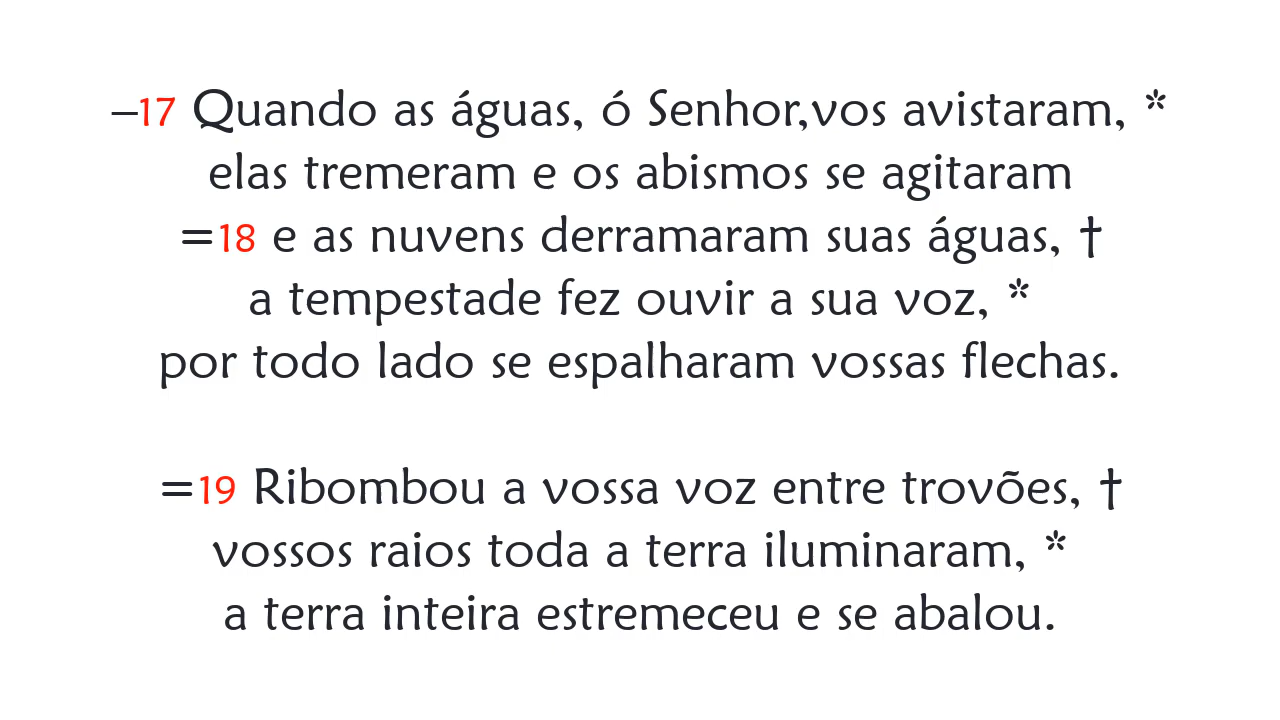 –17 Quando as águas, ó Senhor,vos avistaram, *
elas tremeram e os abismos se agitaram
=18 e as nuvens derramaram suas águas, †
a tempestade fez ouvir a sua voz, *
por todo lado se espalharam vossas flechas.
=19 Ribombou a vossa voz entre trovões, †
vossos raios toda a terra iluminaram, *
a terra inteira estremeceu e se abalou.